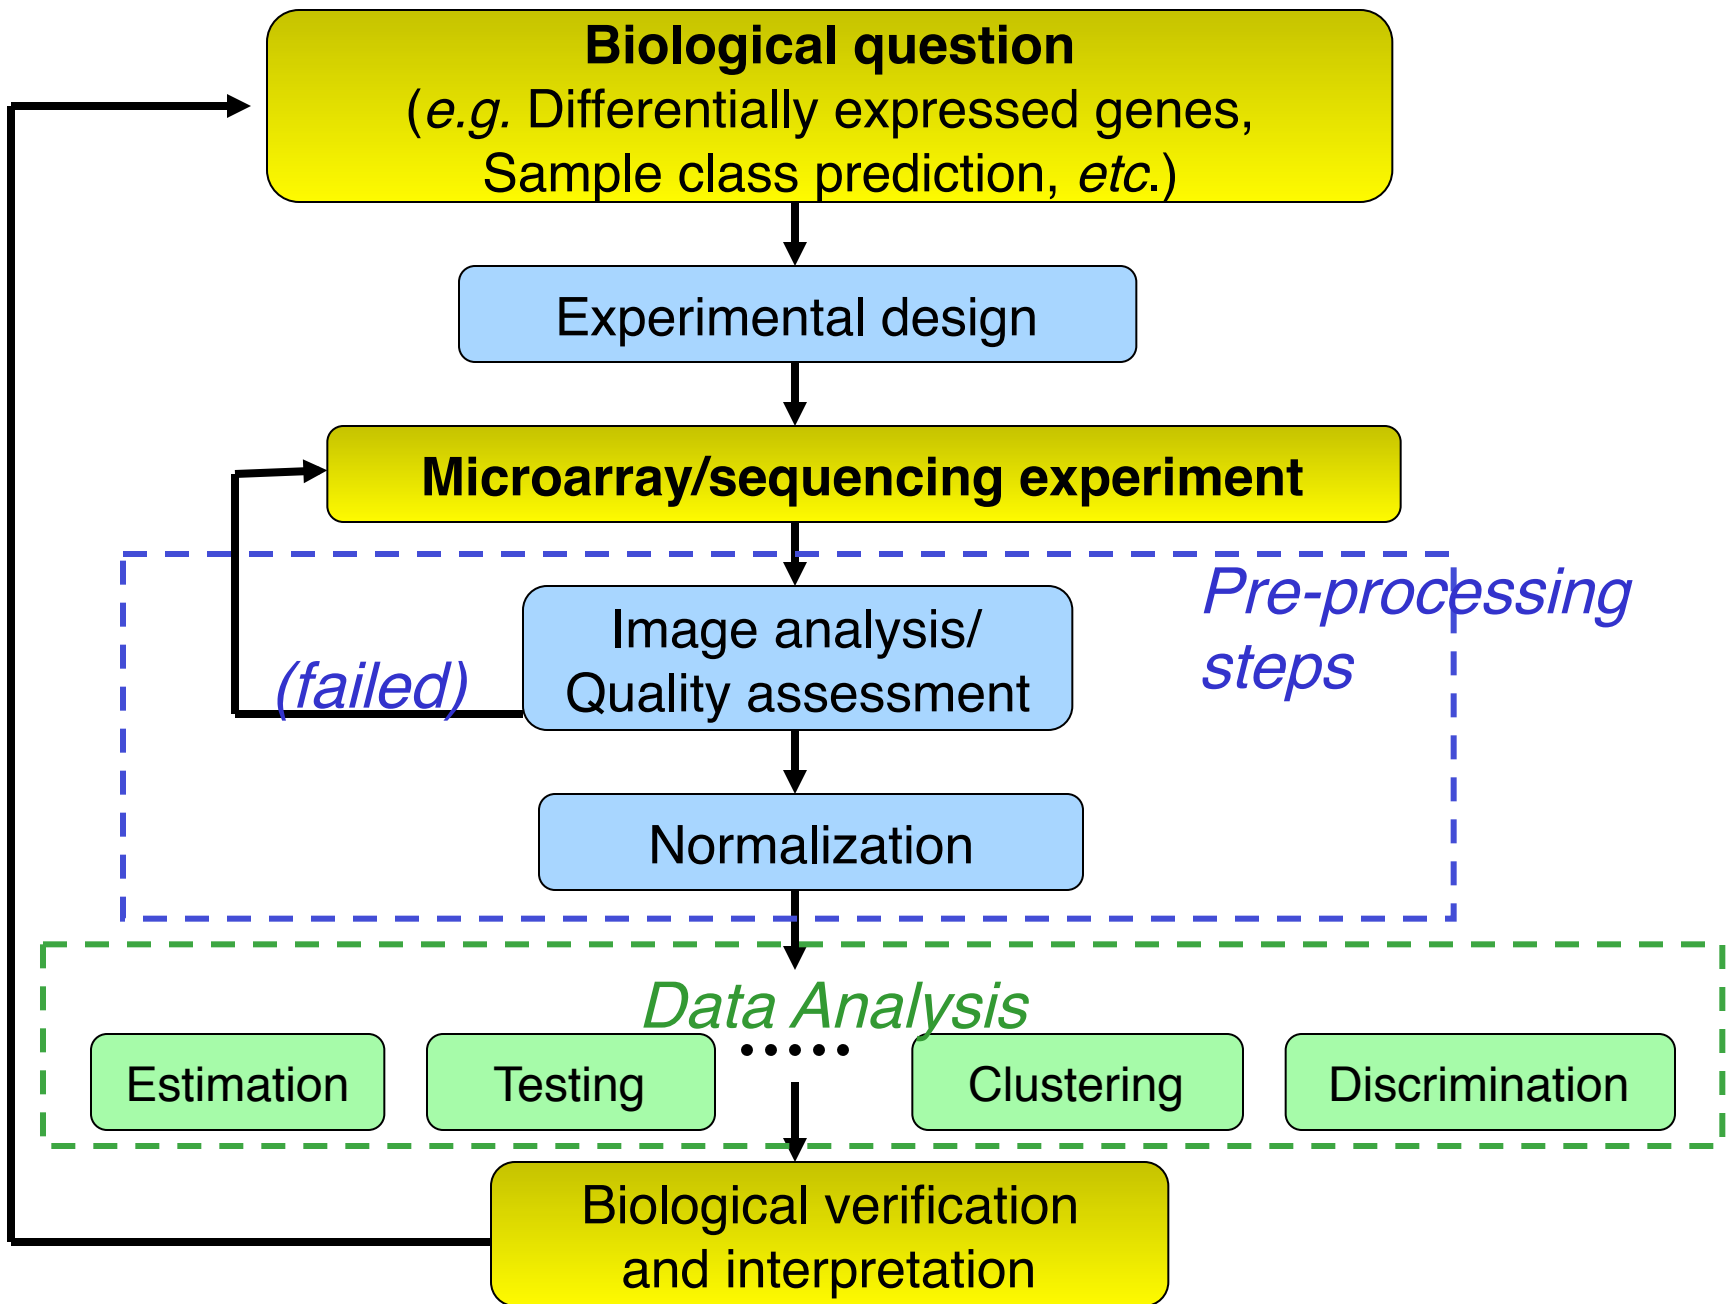 Biological question
(e.g. Differentially expressed genes,
Sample class prediction, etc.)
Experimental design
Microarray/sequencing experiment
Pre-processing
steps
Image analysis/
Quality assessment
(failed)
Normalization
Data Analysis
.....
Estimation
Testing
Clustering
Discrimination
Biological verification
and interpretation